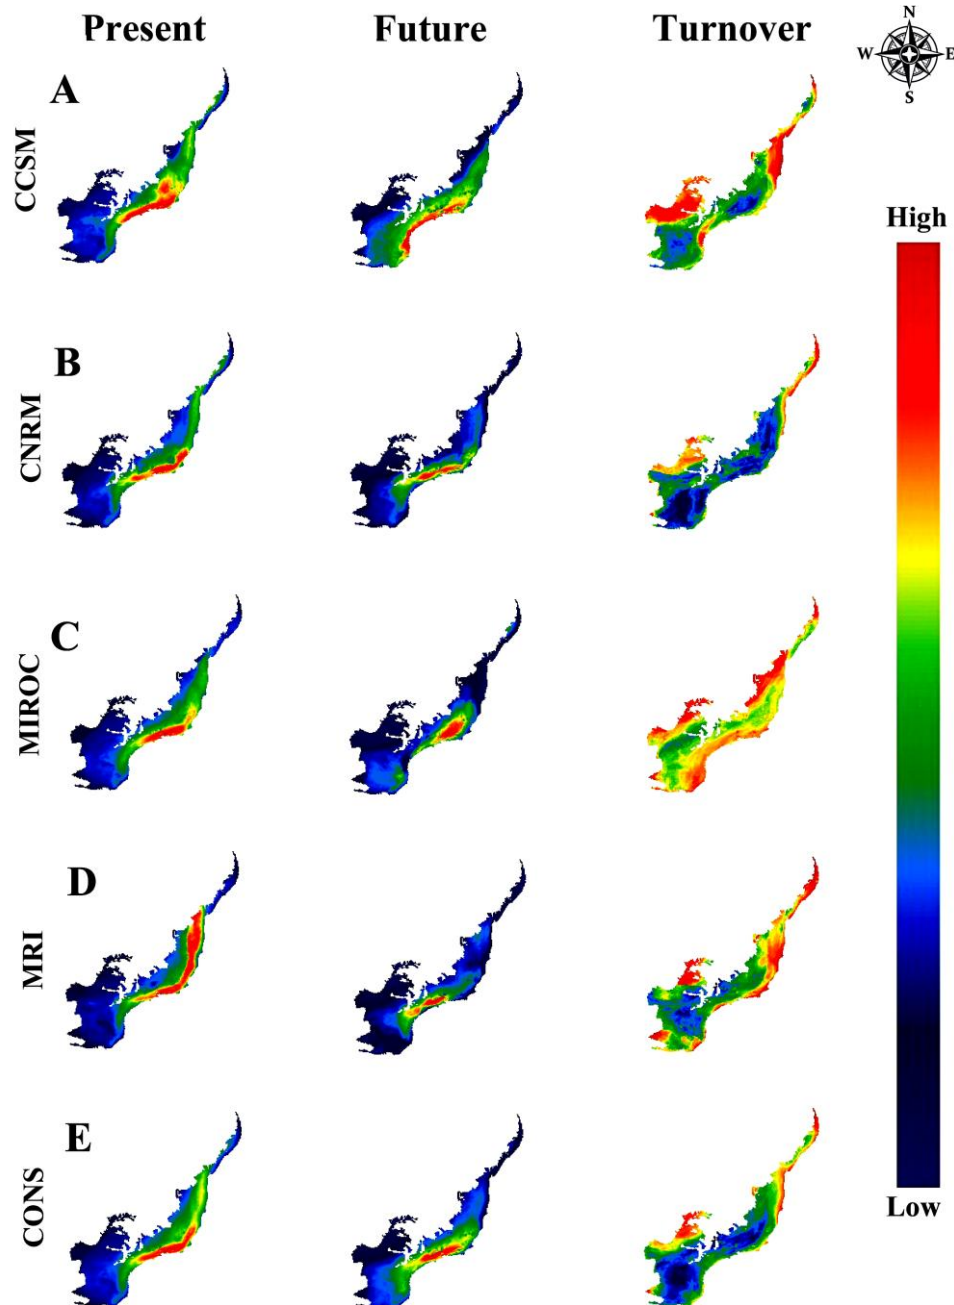 Present Future Turnover
N
W E
S
A
CCSM
High
B
CNRM
C
MIROC
D
MRI
E
CONS
Low